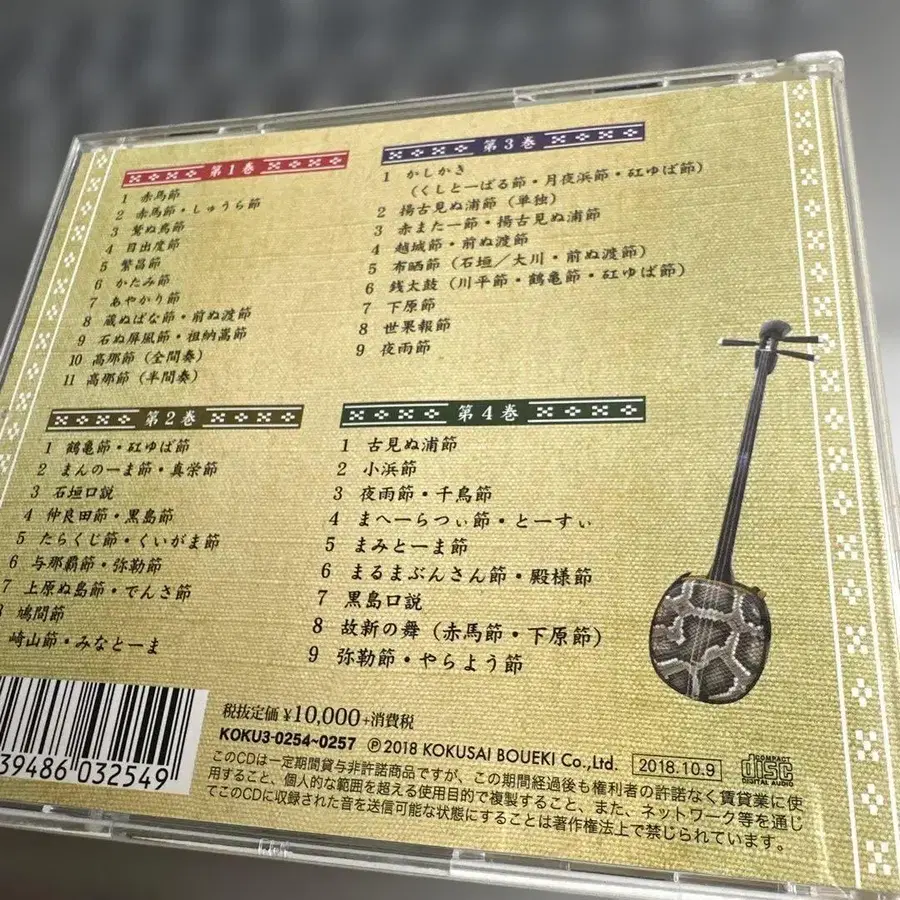 第1巻
1 赤馬節
2 赤馬節・しゅうら節
3 鷲ぬ鳥節
4 目出度節
5 繁昌節
6 かたみ節
7 あやかり節
8 蔵ぬぱな節・前ぬ渡節
9 石ぬ屏風節・祖納嵩節
10 高那節（全間奏）
11 高那節（半間奏）
第2巻
1 鶴亀節・矼ゆば節
2 まんのーま節・真栄節
3 石垣口説
4 仲良田節・黒島節
5 たらくじ節・くいがま節
6 与那覇節・弥勒節
7 上原ぬ島節・でんさ節
8 鳩間節
崎山節・みなとーま
第3巻
1 かしかき
（くしとーばる節・月夜浜節・矼ゆば節）
2 揚古見ぬ浦節（単独）
3 赤また一節・揚古見ぬ浦節
4 越城節・前ぬ渡節
5 布晒節（石垣／大川・前ぬ渡節）
6 銭太鼓（川平節・鶴亀節・矼ゆば節）
7 下原節
8 世果報節
9 夜雨節
第4巻
1 古見ぬ浦節
2 小浜節
3 夜雨節・千鳥節
4 まへーらつぃ節・とーすぃ
5 まみとーま節
6 まるまぶんさん節・殿様節
7 黒島口説
8 故新の舞（赤馬節・下原節）
9 弥勒節・やらよう節
39486 032549
税抜定価 ¥10,000+消費税
KOKU3-0254~0257 ℗2018 KOKUSAI BOUEKI Co.,Ltd. 2018.10.9
COMPACT disc DIGITAL AUDIO
このCDは一定期間貸与非許諾商品ですが、この期間経過後も権利者の許諾なく賃貸業に使
用すること、個人的な範囲を超える使用目的で複製すること、また、ネットワーク等を通じ
てこのCDに収録された音を送信可能な状態にすることは著作権法上で禁じられています。